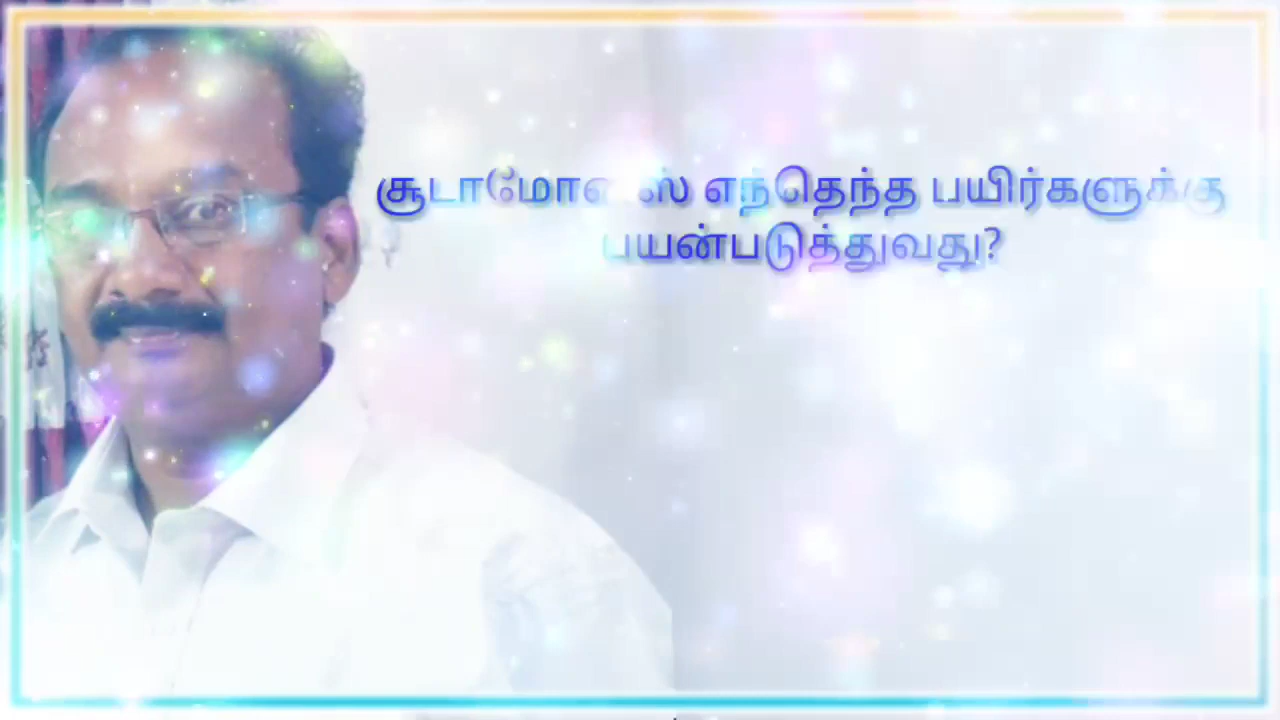 சூடாமோனஸ் எந்தெந்த பயிர்களுக்கு
பயன்படுத்துவது?